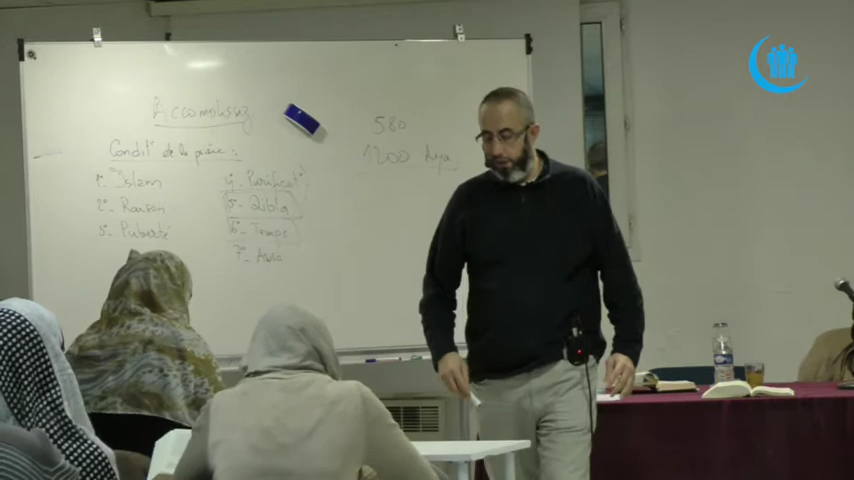 Accomplissez
Condit° de la prière :
1°- Islam
2°- Raison
3°- Puberté
4- Purificat°
5°- Qibla
6°- Temps
7°- Awra
580
1200